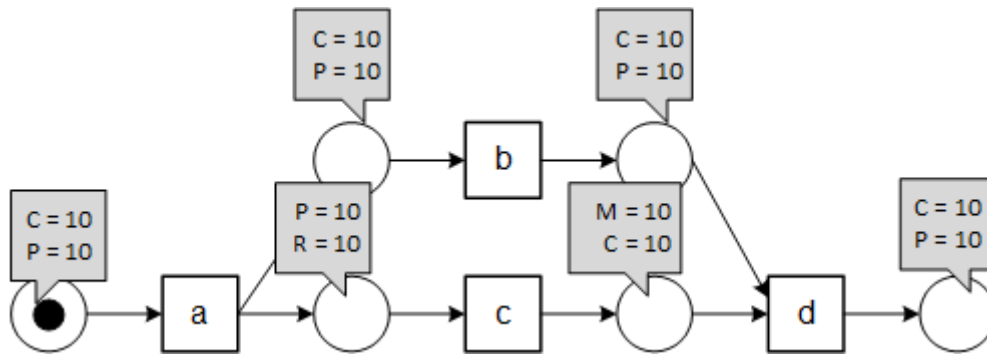 C = 10
P = 10
C = 10
P = 10
b
C = 10
P = 10
P = 10
R = 10
M = 10
C = 10
C = 10
P = 10
a
c
d